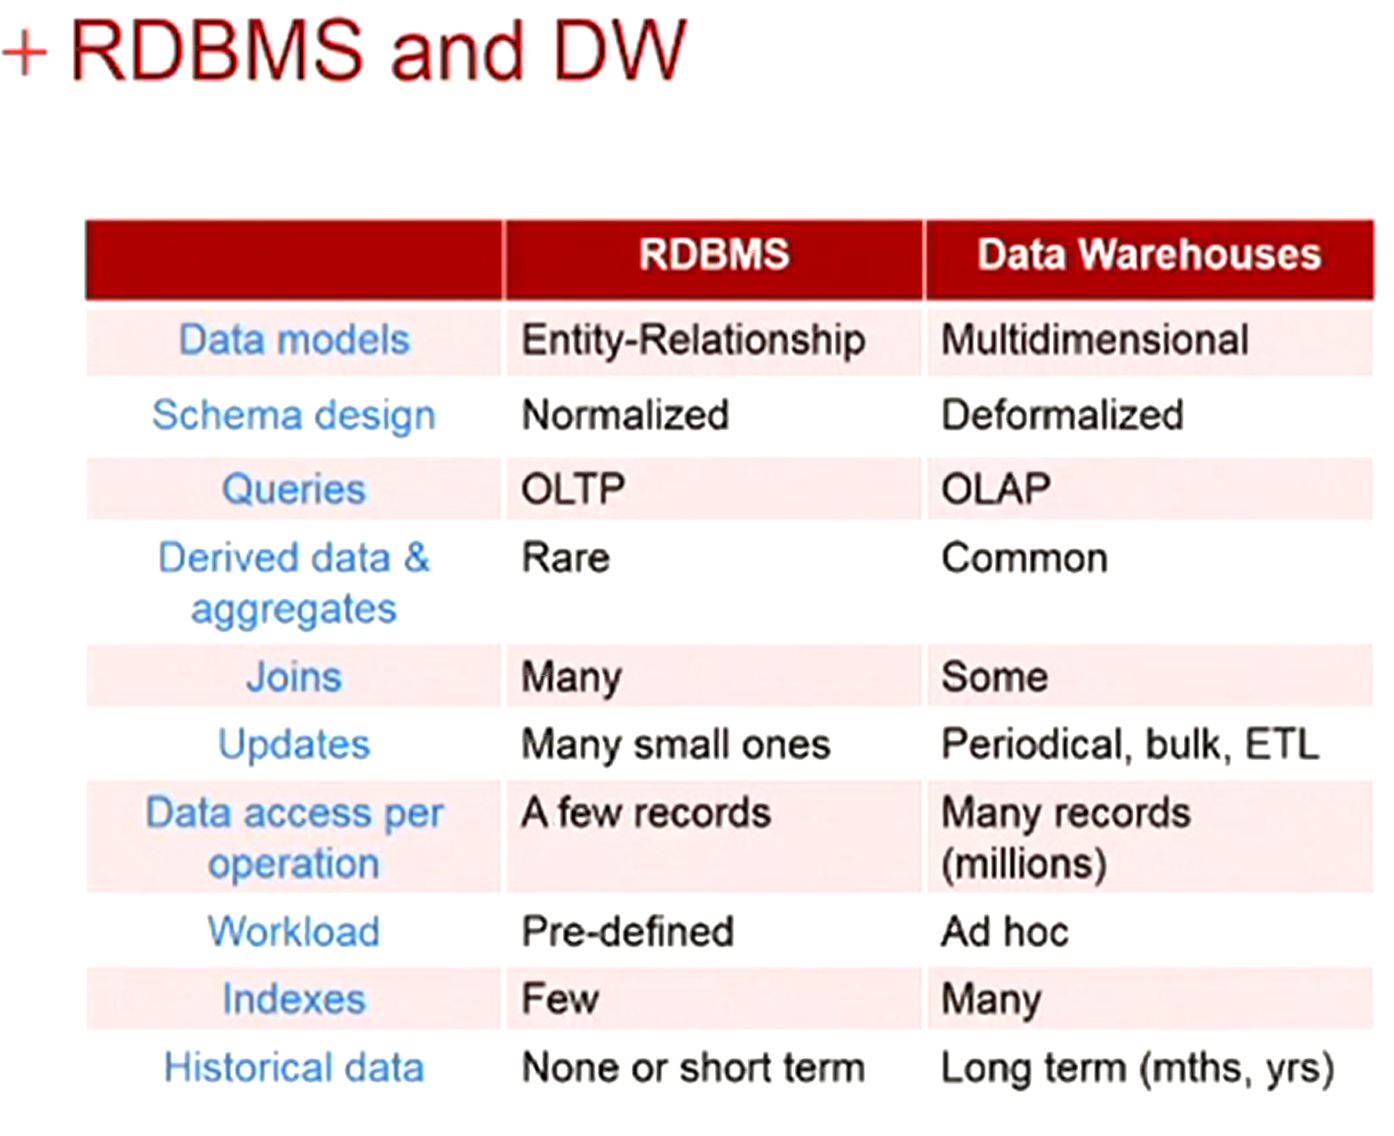 + RDBMS and DW
RDBMS Data Warehouses
Data models Entity-Relationship Multidimensional
Schema design Normalized Deformalized
Queries OLTP OLAP
Derived data & Rare Common
aggregates
Joins Many Some
Updates Many small ones Periodical, bulk, ETL
Data access per A few records Many records
operation (millions)
Workload Pre-defined Ad hoc
Indexes Few Many
Historical data None or short term Long term (mths, yrs)